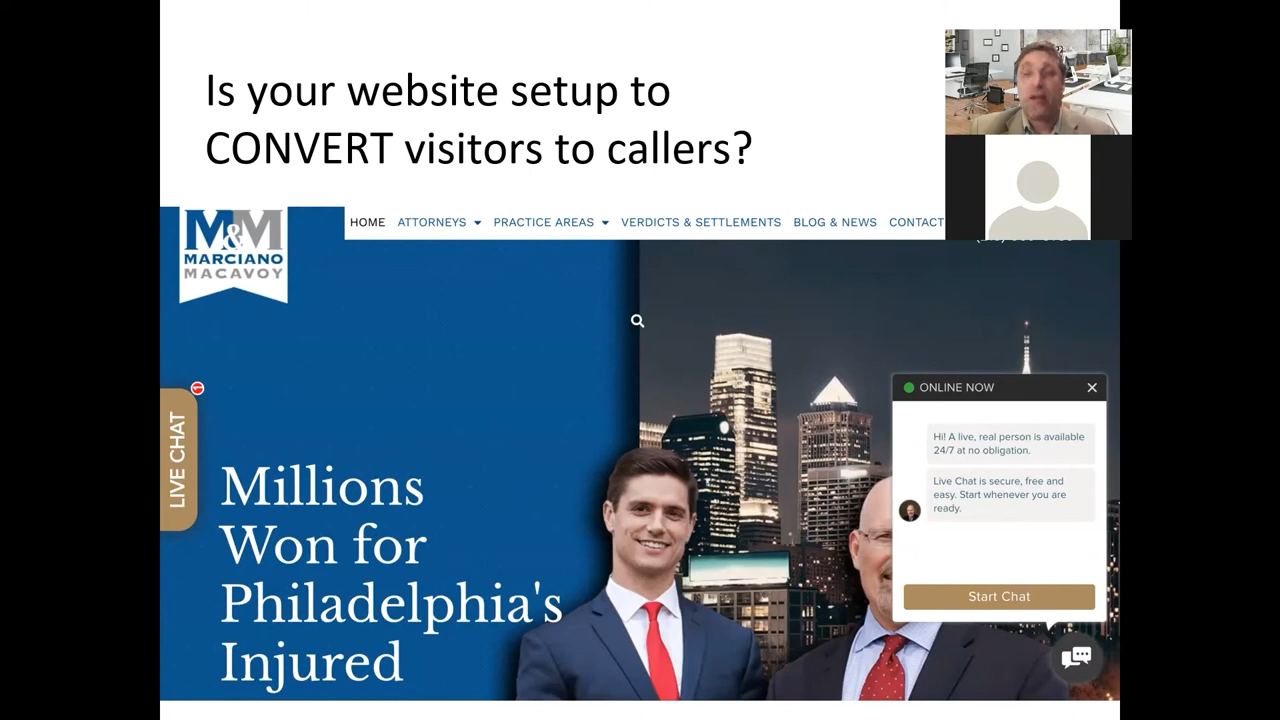 Is your website setup to
CONVERT visitors to callers?
M&M
MARCIANO
MACAVOY
HOME ATTORNEYS PRACTICE AREAS VERDICTS & SETTLEMENTS BLOG & NEWS CONTACT
LIVE CHAT
Millions
Won for
Philadelphia's
Injured
ONLINE NOW
Hi! A live, real person is available
24/7 at no obligation.
Live Chat is secure, free and
easy. Start whenever you are
ready.
Start Chat